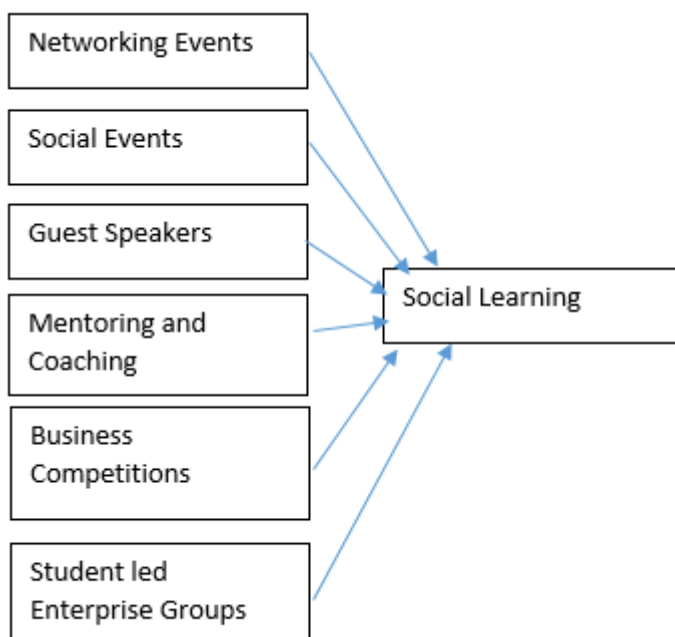 Networking Events
Social Events
Guest Speakers
Mentoring and
Coaching
Business
Competitions
Student led
Enterprise Groups
Social Learning